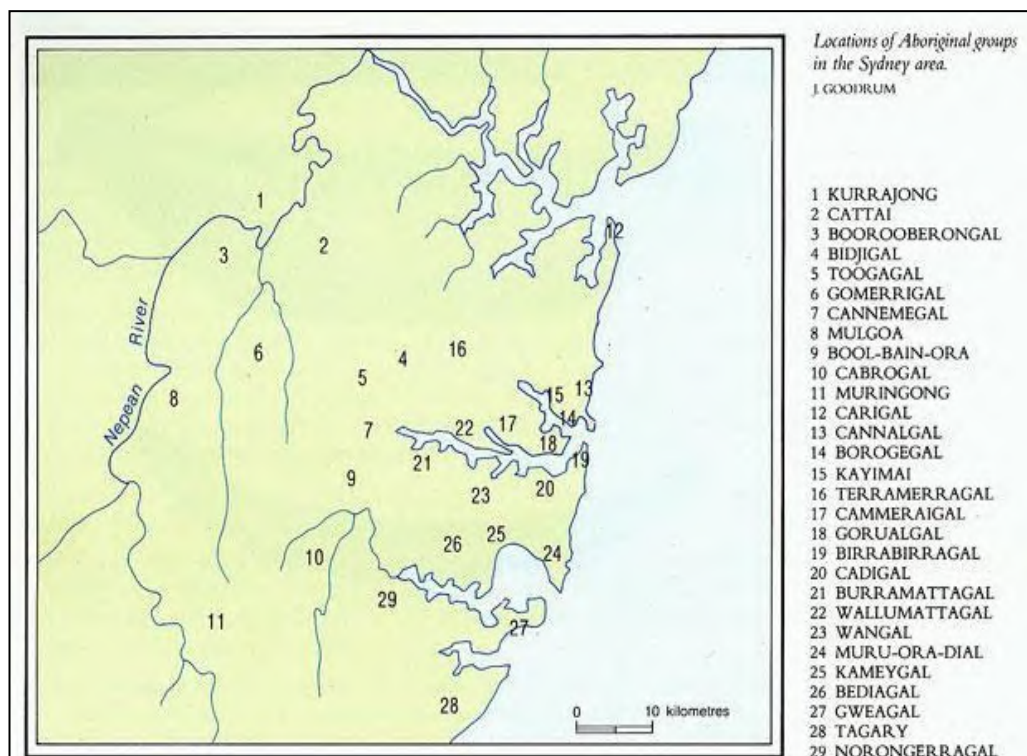 Locations of Aboriginal groups
in the Sydney area.
J. GOODRUM
1 KURRAJONG
2 CATTAI
3 BOOROOBERONGAL
4 BIDJIGAL
5 TOOGAGAL
6 GOMERRIGAL
7 CANNEMEGAL
8 MULGOA
9 BOOL-BAIN-ORA
10 CABROGAL
11 MURINGONG
12 CARIGAL
13 CANNALGAL
14 BOROGEGAL
15 KAYIMAI
16 TERRAMERRAGAL
17 CAMMERAIGAL
18 GORUALGAL
19 BIRRABIRRAGAL
20 CADIGAL
21 BURRAMATTAGAL
22 WALLUMATTAGAL
23 WANGAL
24 MURU-ORA-DIAL
25 KAMEYGAL
26 BEDIAGAL
27 GWEAGAL
28 TAGARY
29 NORONGERRAGAL
1
12
2
3
16
6
4
5
8
15
13
14
7
22
17
18
19
21
9
23
20
25
26
24
10
29
11
27
28
Nepean River
0 10 kilometres